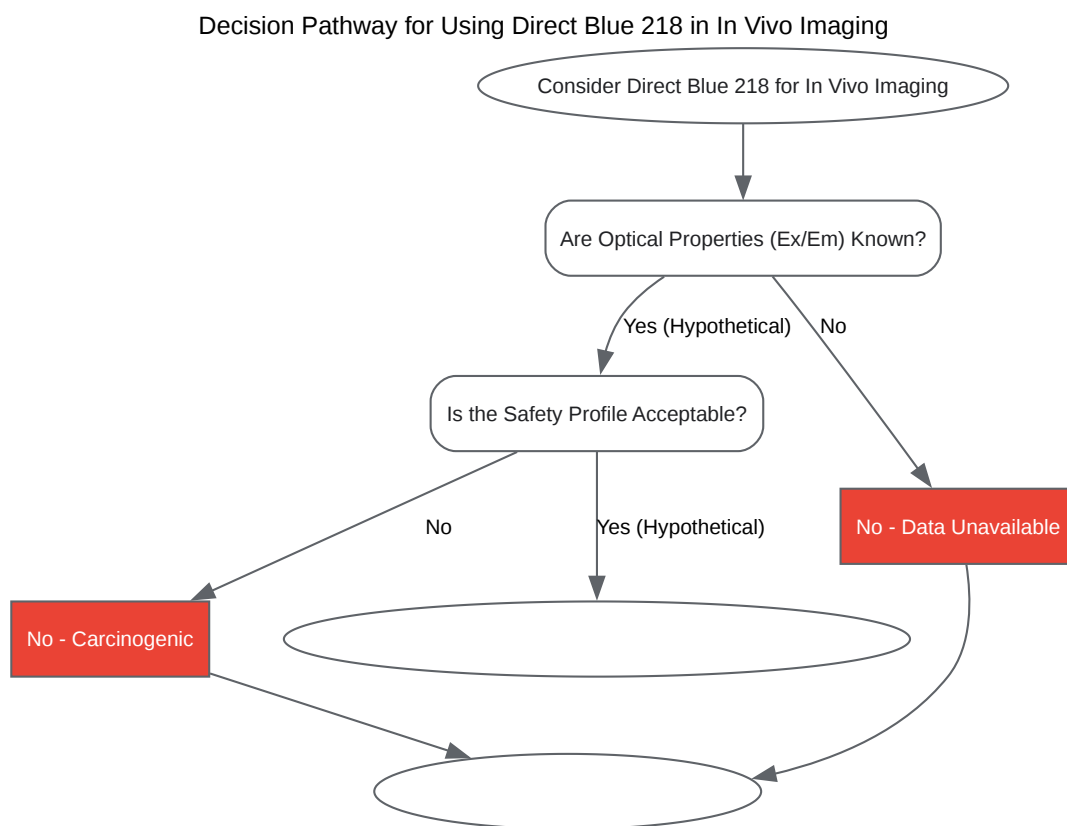 Decision Pathway for Using Direct Blue 218 in In Vivo Imaging
Consider Direct Blue 218 for In Vivo Imaging
Are Optical Properties (Ex/Em) Known?
Yes (Hypothetical)
No
Is the Safety Profile Acceptable?
No
Yes (Hypothetical)
No - Data Unavailable
No - Carcinogenic